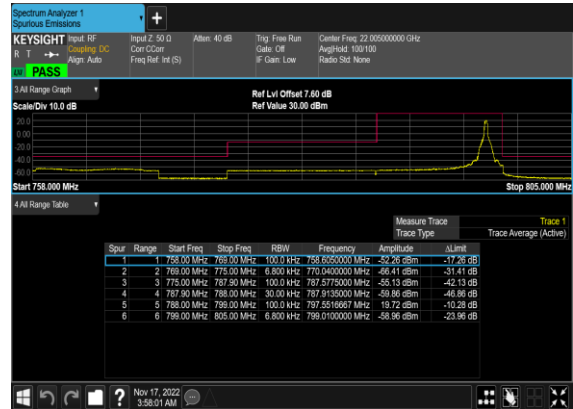 Spectrum Analyzer 1
Spurious Emissions
+
KEYSIGHT Input: RF Input Z: 50 Ω Atten: 40 dB Trig: Free Run Center Freq: 22.005000000 GHz
R T Coupling: DC Corr CCorr Gate: Off Avg|Hold: 100/100
Align: Auto Freq Ref: Int (S) IF Gain: Low Radio Std: None
PASS
3 All Range Graph
Ref Lvl Offset 7.60 dB
Scale/Div 10.0 dB Ref Value 30.00 dBm
20.0
0.00
-20.0
-40.0
-60.0
Start 758.000 MHz Stop 805.000 MHz
4 All Range Table
Measure Trace Trace 1
Trace Type Trace Average (Active)
Spur Range Start Freq Stop Freq RBW Frequency Amplitude ΔLimit
1 1 758.00 MHz 769.00 MHz 100.0 kHz 758.6050000 MHz -52.26 dBm -17.26 dB
2 2 769.00 MHz 775.00 MHz 6.800 kHz 770.0400000 MHz -66.41 dBm -31.41 dB
3 3 775.00 MHz 787.90 MHz 100.0 kHz 787.5775000 MHz -55.13 dBm -42.13 dB
4 4 787.90 MHz 788.00 MHz 30.00 kHz 787.9135000 MHz -59.86 dBm -46.86 dB
5 5 788.00 MHz 799.00 MHz 100.0 kHz 797.5516667 MHz 19.72 dBm -10.28 dB
6 6 799.00 MHz 805.00 MHz 6.800 kHz 799.0100000 MHz -58.96 dBm -23.96 dB
? Nov 17, 2022
3:58:01 AM